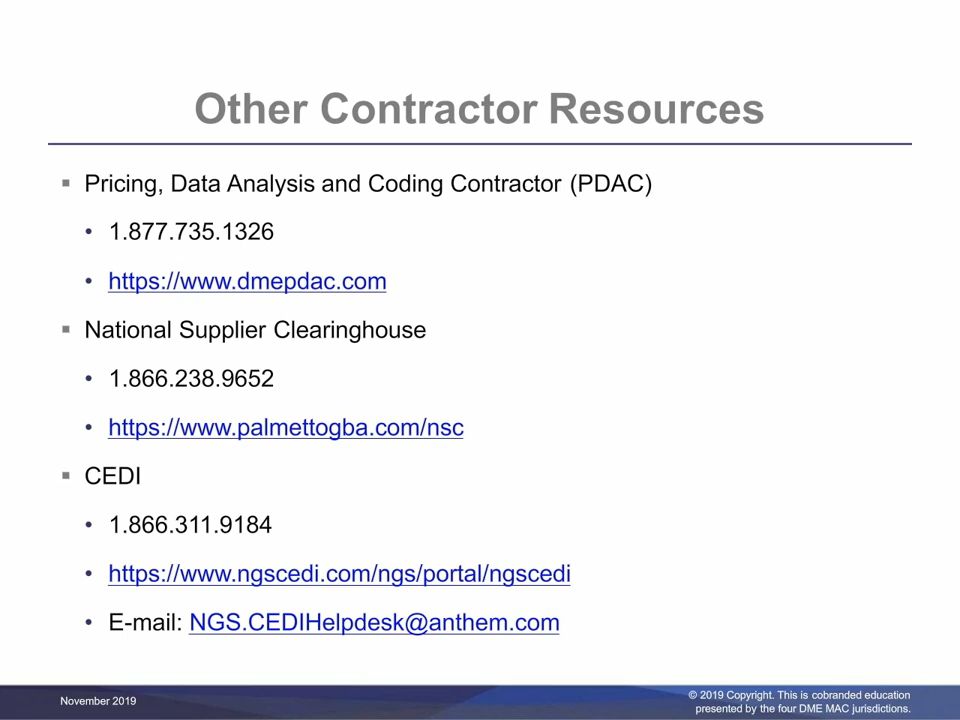 Other Contractor Resources
▪ Pricing, Data Analysis and Coding Contractor (PDAC)
• 1.877.735.1326
• https://www.dmepdac.com
▪ National Supplier Clearinghouse
• 1.866.238.9652
• https://www.palmettogba.com/nsc
▪ CEDI
• 1.866.311.9184
• https://www.ngscedi.com/ngs/portal/ngscedi
• E-mail: NGS.CEDIHelpdesk@anthem.com
November 2019
© 2019 Copyright. This is cobranded education
presented by the four DME MAC jurisdictions.